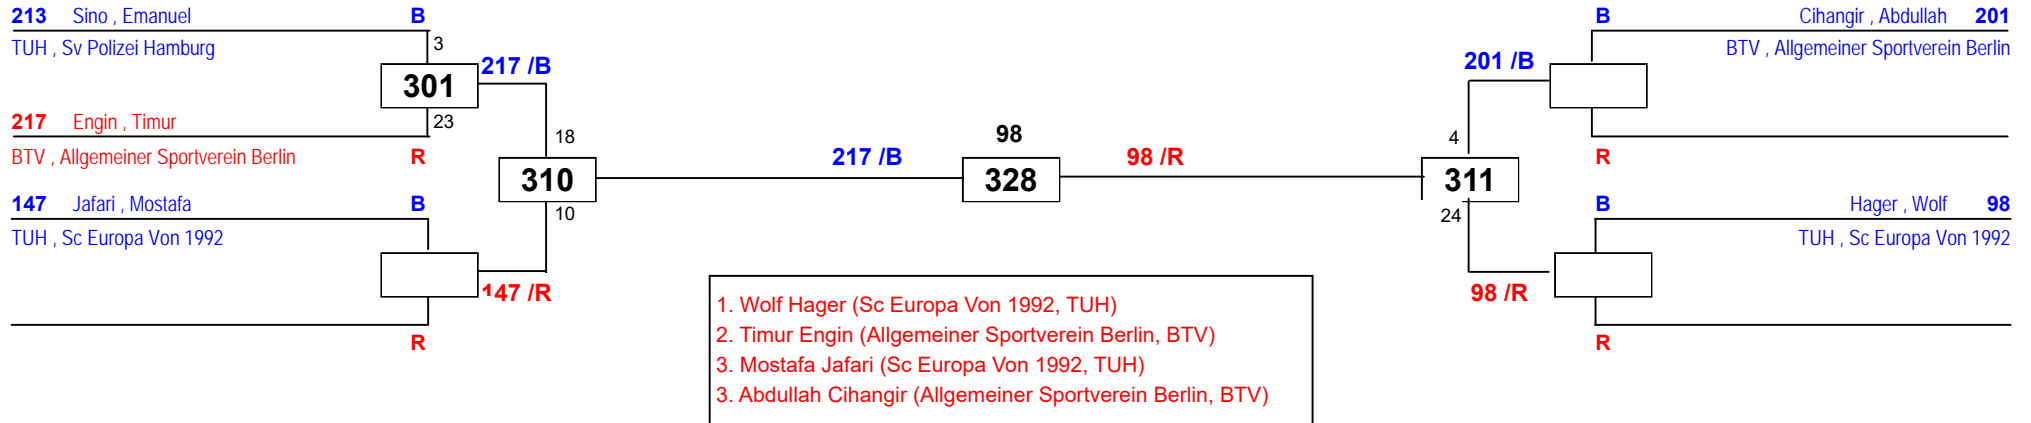 213 Sino , Emanuel B
TUH , Sv Polizei Hamburg
3
301
217 /B
217 Engin , Timur
23
BTV , Allgemeiner Sportverein Berlin R
18
310
10
147 Jafari , Mostafa B
TUH , Sc Europa Von 1992
147 /R
R
217 /B
98
328
98 /R
B Cihangir , Abdullah 201
BTV , Allgemeiner Sportverein Berlin
201 /B
R
4
311
24
B Hager , Wolf 98
TUH , Sc Europa Von 1992
98 /R
R
1. Wolf Hager (Sc Europa Von 1992, TUH)
2. Timur Engin (Allgemeiner Sportverein Berlin, BTV)
3. Mostafa Jafari (Sc Europa Von 1992, TUH)
3. Abdullah Cihangir (Allgemeiner Sportverein Berlin, BTV)